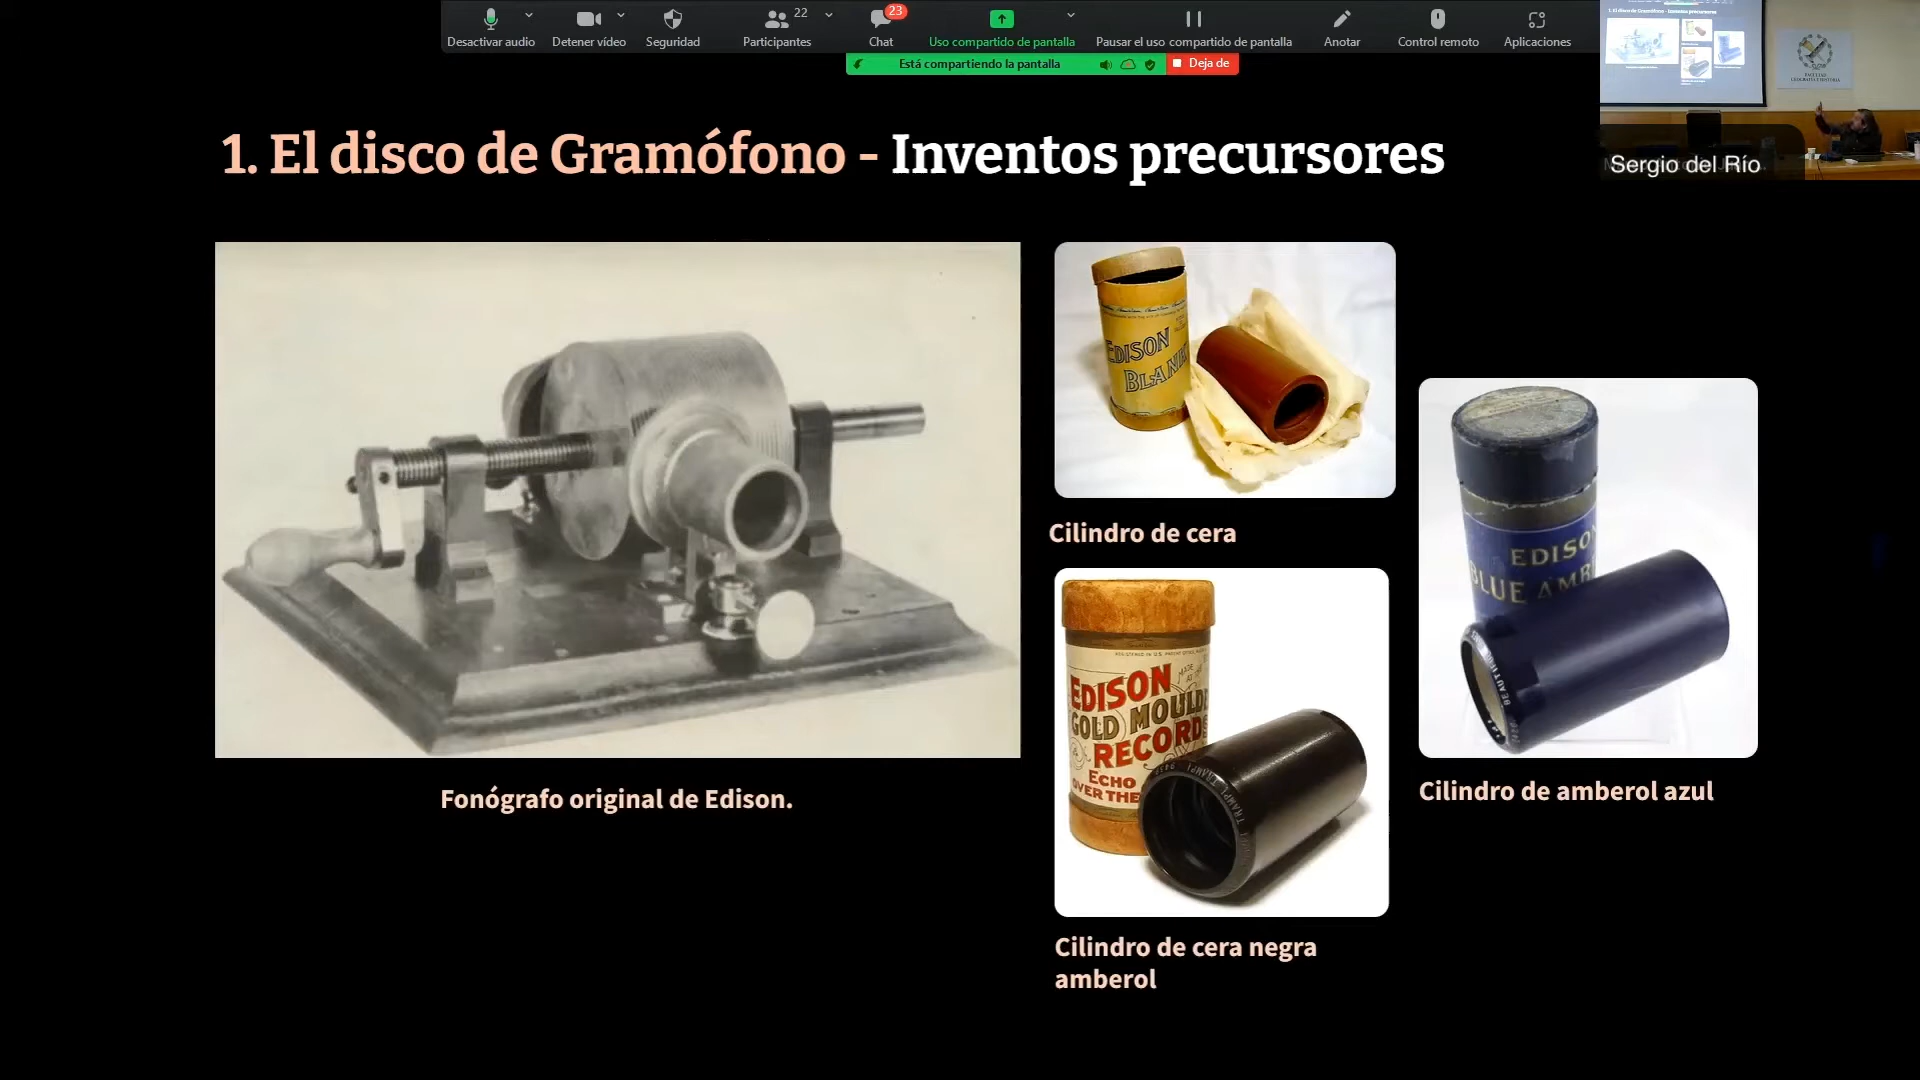 Desactivar audio
Detener vídeo
Seguridad
Participantes
22
Chat
23
Uso compartido de pantalla
Pausar el uso compartido de pantalla
Anotar
Control remoto
Aplicaciones
Está compartiendo la pantalla
Deja de
Sergio del Río
1. El disco de Gramófono - Inventos precursores
EDISON
BLANK
Cilindro de cera
EDISON
BLUE AMB
Cilindro de amberol azul
EDISON
GOLD MOULDE
RECORDS
ECHO
OVER THE
Cilindro de cera negra
amberol
Fonógrafo original de Edison.